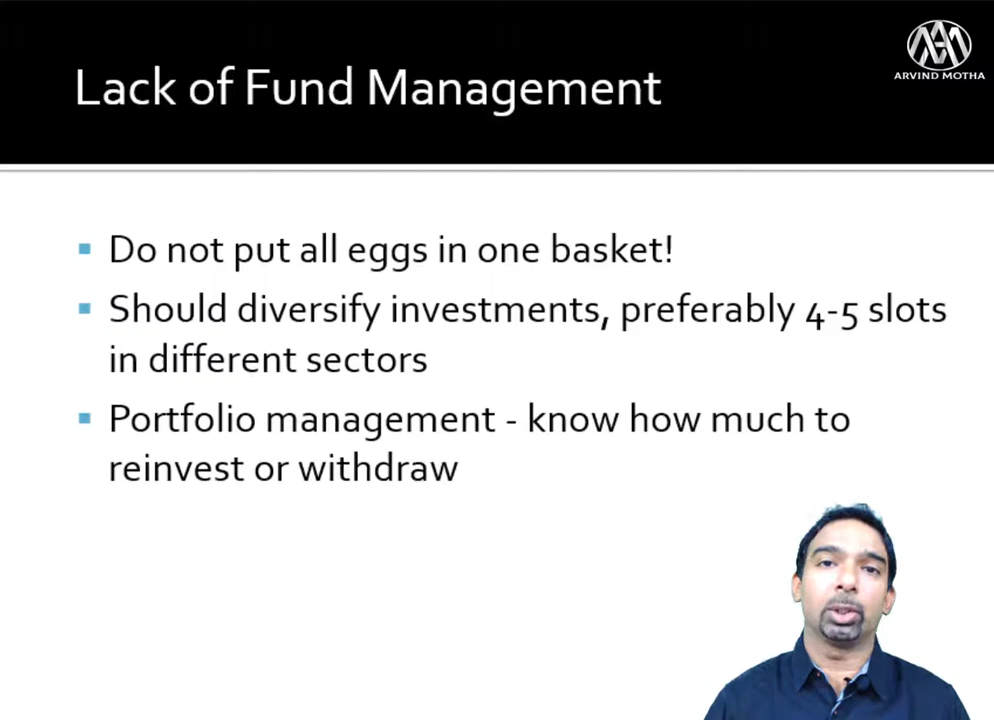 Lack of Fund Management
ARVIND MOTHA
Do not put all eggs in one basket!
Should diversify investments, preferably 4-5 slots
in different sectors
Portfolio management - know how much to
reinvest or withdraw